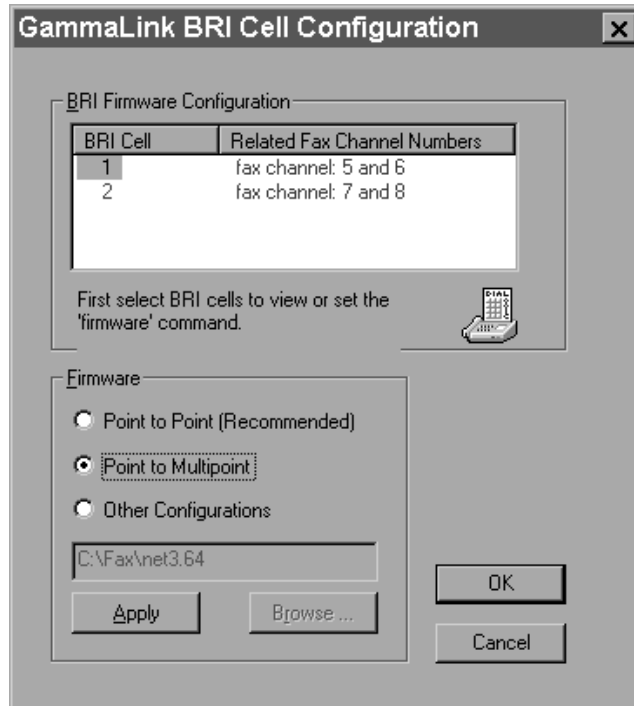 GammaLink BRI Cell Configuration
BRI Firmware Configuration
BRI Cell Related Fax Channel Numbers
1 fax channel: 5 and 6
2 fax channel: 7 and 8
First select BRI cells to view or set the
'firmware' command.
DIAL
Firmware
Point to Point (Recommended)
Point to Multipoint
Other Configurations
C:\Fax\net3.64
Apply Browse ...
OK
Cancel